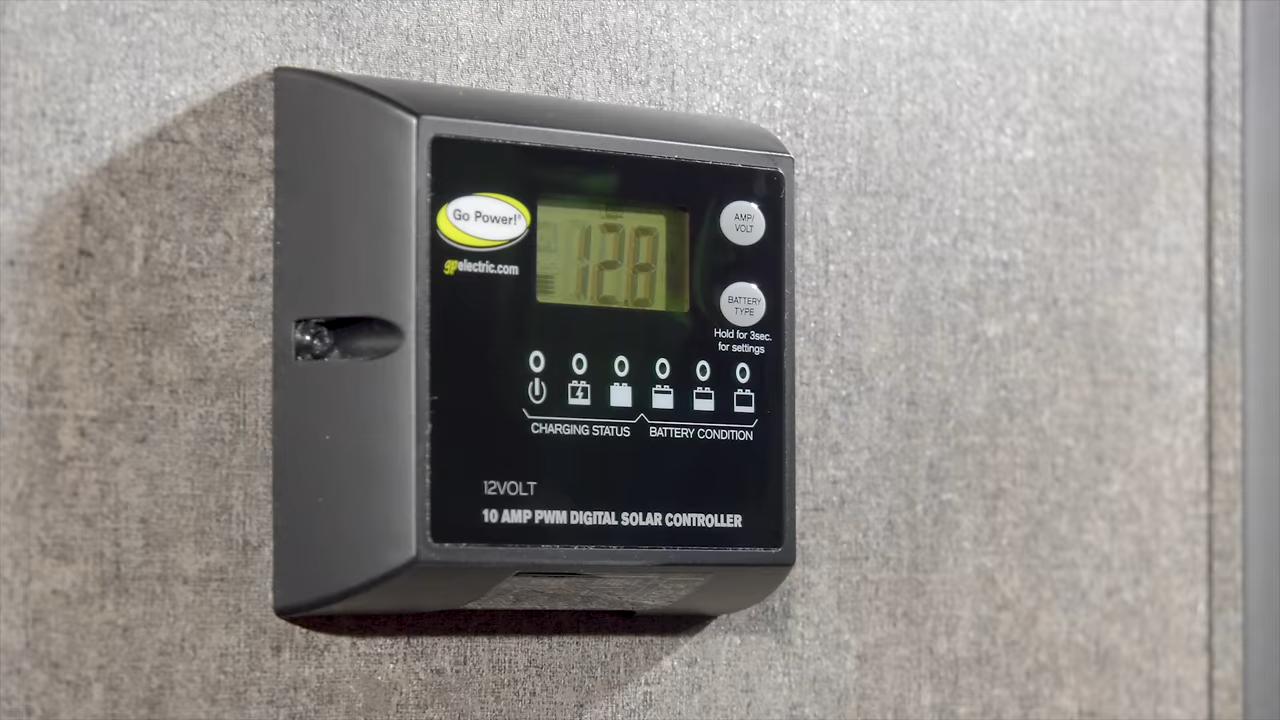 Go Power!®
gpelectric.com
12.8
AMP/
VOLT
BATTERY
TYPE
Hold for 3sec.
for settings
CHARGING STATUS
BATTERY CONDITION
12VOLT
10 AMP PWM DIGITAL SOLAR CONTROLLER